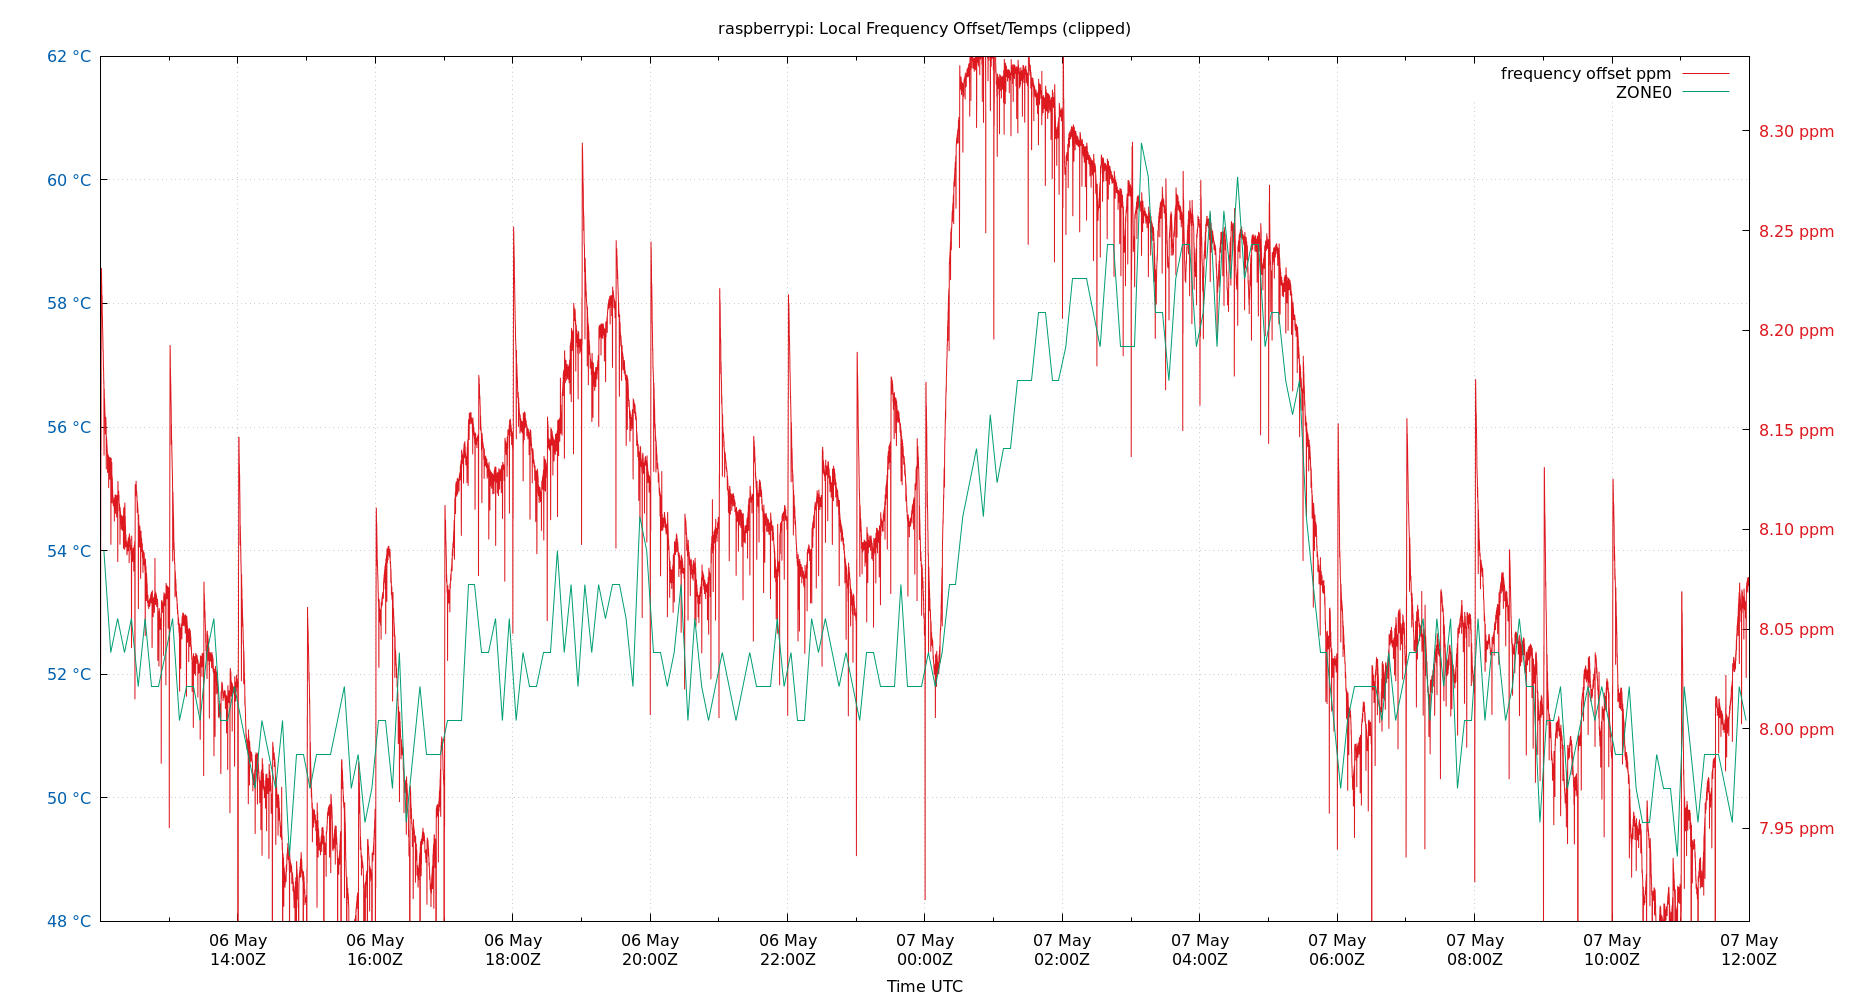 raspberrypi: Local Frequency Offset/Temps (clipped)
frequency offset ppm
ZONE0
62 °C
60 °C
58 °C
56 °C
54 °C
52 °C
50 °C
48 °C
8.30 ppm
8.25 ppm
8.20 ppm
8.15 ppm
8.10 ppm
8.05 ppm
8.00 ppm
7.95 ppm
06 May
14:00Z
06 May
16:00Z
06 May
18:00Z
06 May
20:00Z
06 May
22:00Z
07 May
00:00Z
07 May
02:00Z
07 May
04:00Z
07 May
06:00Z
07 May
08:00Z
07 May
10:00Z
07 May
12:00Z
Time UTC